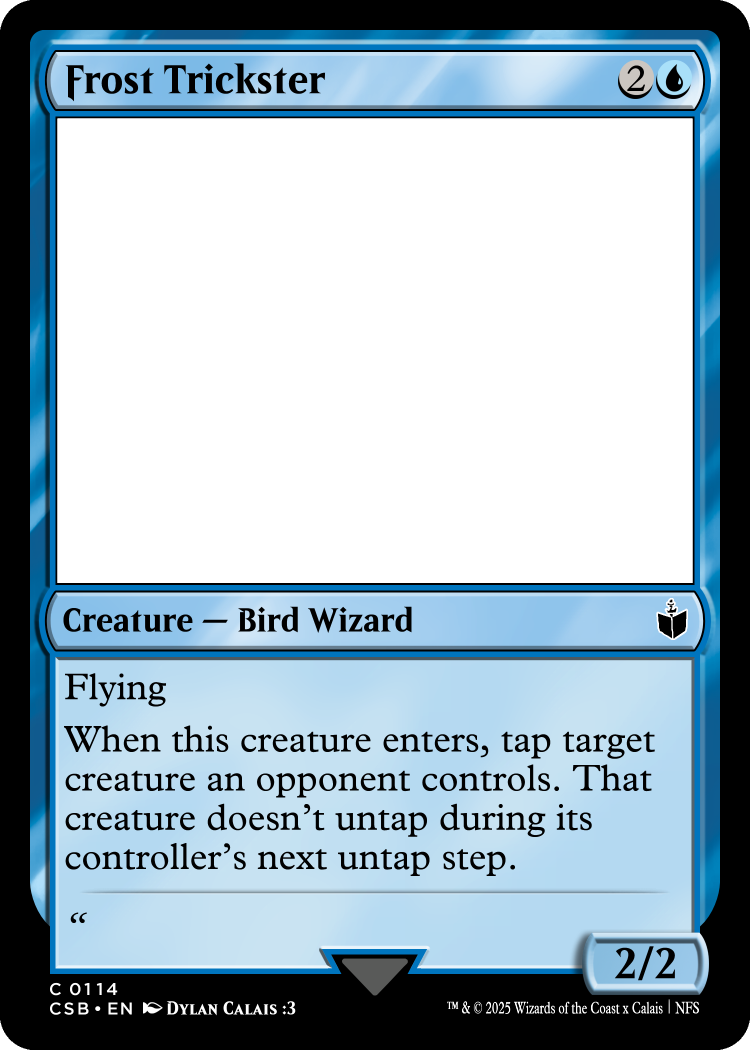 Frost Trickster 2
Creature — Bird Wizard
Flying
When this creature enters, tap target
creature an opponent controls. That
creature doesn’t untap during its
controller’s next untap step.
“
2/2
C 0114
CSB • EN Dylan Calais :3
™ & © 2025 Wizards of the Coast x Calais | NFS